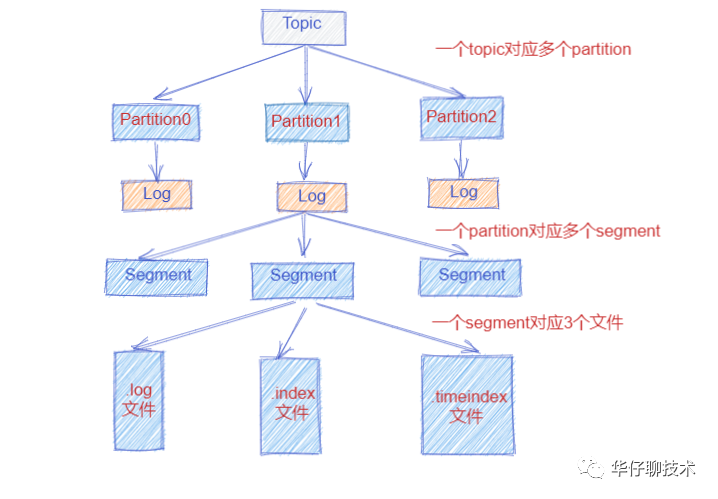 Topic
一个topic对应多个partition
Partition0
Partition1
Partition2
Log
Log
Log
一个partition对应多个segment
Segment
Segment
Segment
一个segment对应3个文件
.log
文件
.index
文件
.timeindex
文件
华仔聊技术